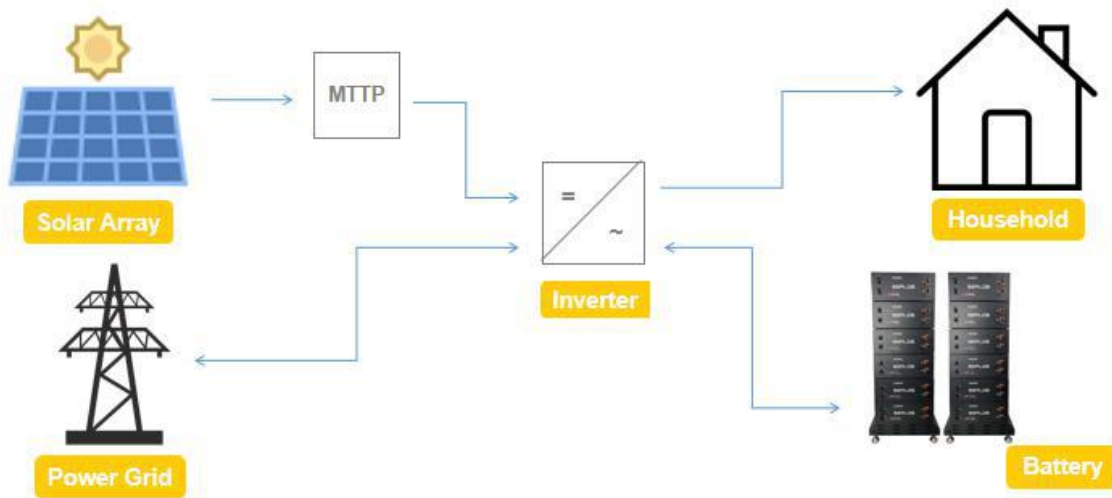 MTTP
Solar Array
=
~
Household
Inverter
Power Grid
Battery